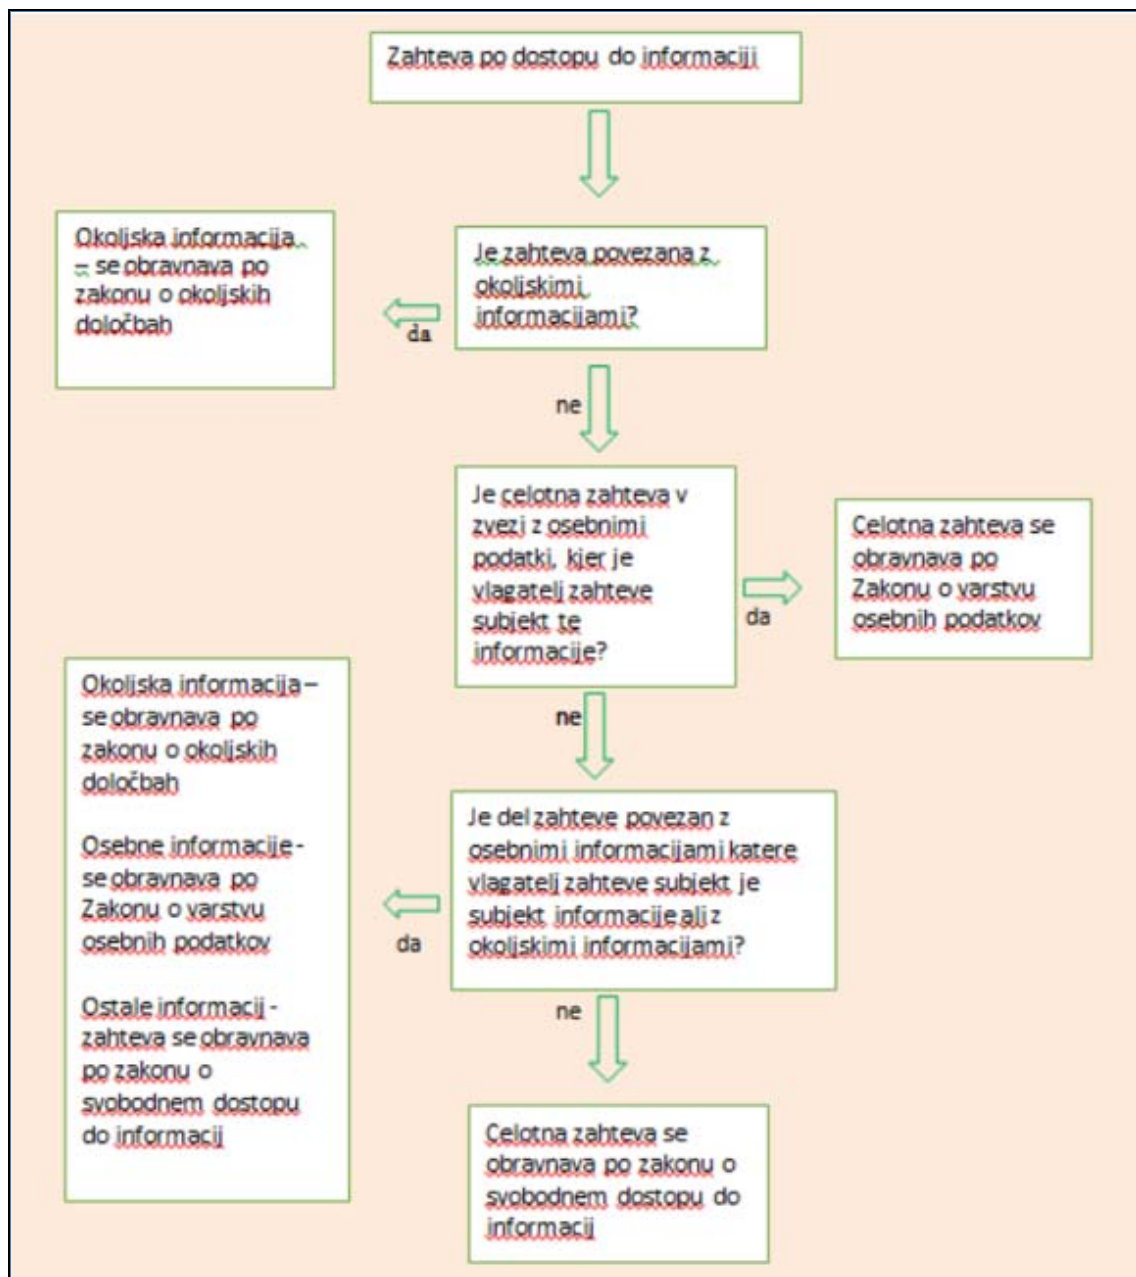 Zahteva po dostopu do informaciji
Okoljska informacija
– se obravnava po
zakonu o okoljskih
določbah
Je zahteva povezana z
okoljskimi
informacijami?
da
ne
Je celotna zahteva v
zvezi z osebnimi
podatki, kjer je
vlagatelj zahteve
subjekt te
informacije?
da
Celotna zahteva se
obravnava po
Zakonu o varstvu
osebnih podatkov
ne
Okoljska informacija –
se obravnava po
zakonu o okoljskih
določbah
Osebne informacije -
se obravnava po
Zakonu o varstvu
osebnih podatkov
Ostale informacij -
zahteva se obravnava
po zakonu o
svobodnem dostopu
do informacij
Je del zahteve povezan z
osebnimi informacijami katere
vlagatelj zahteve subjekt je
subjekt informacije ali z
okoljskimi informacijami?
da
ne
Celotna zahteva se
obravnava po zakonu o
svobodnem dostopu do
informacij